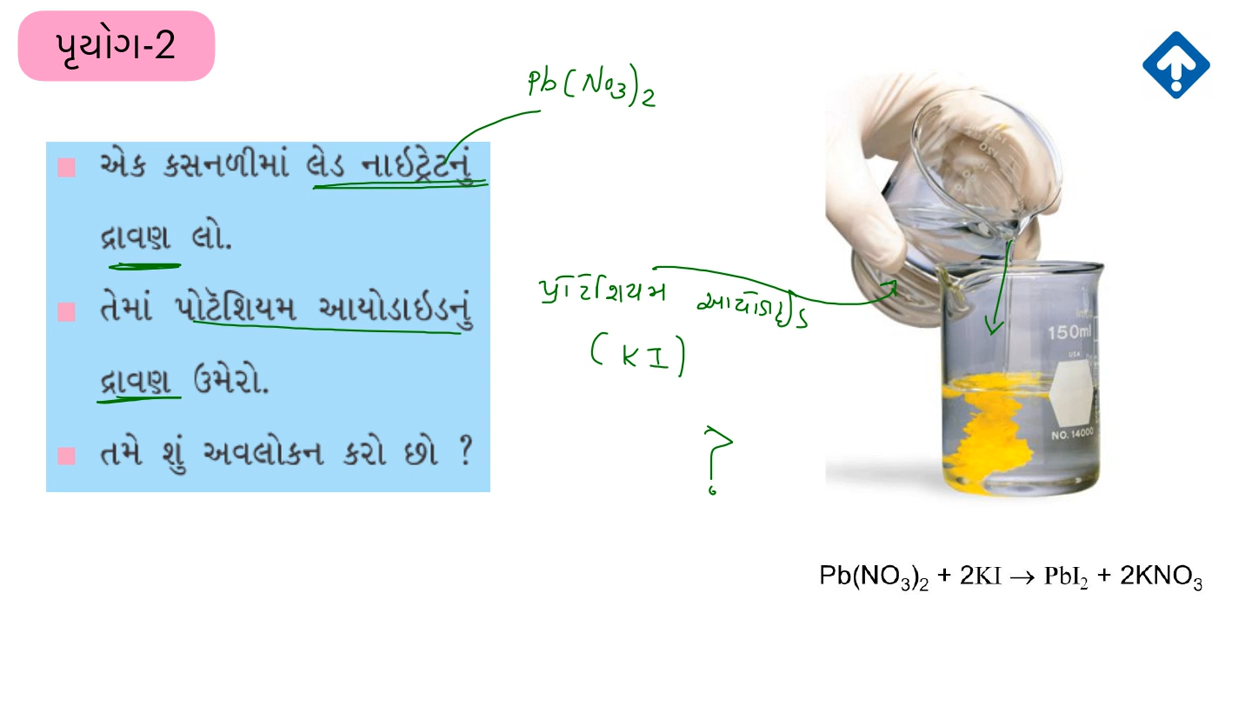 પ્રયોગ-2
Pb(NO3)2
એક કસનળીમાં લેડ નાઈટ્રેટનું
દ્રાવણ લો.
તેમાં પોટૅશિયમ આયોડાઈડનું
દ્રાવણ ઉમેરો.
તમે શું અવલોકન કરો છો ?
પોટેશિયમ આયોડાઈડ
(KI)
?
150ml
USA
NO. 14000
Pb(NO₃)₂ + 2KI → PbI₂ + 2KNO₃